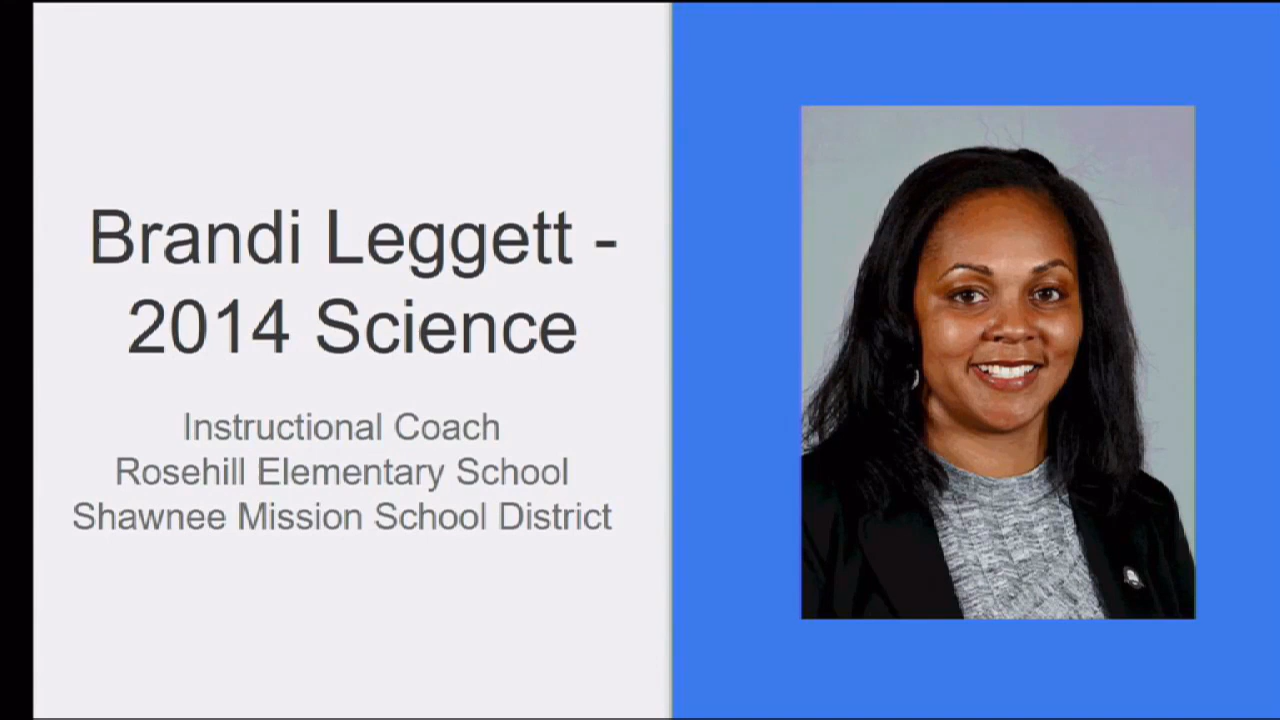 Brandi Leggett -
2014 Science
Instructional Coach
Rosehill Elementary School
Shawnee Mission School District